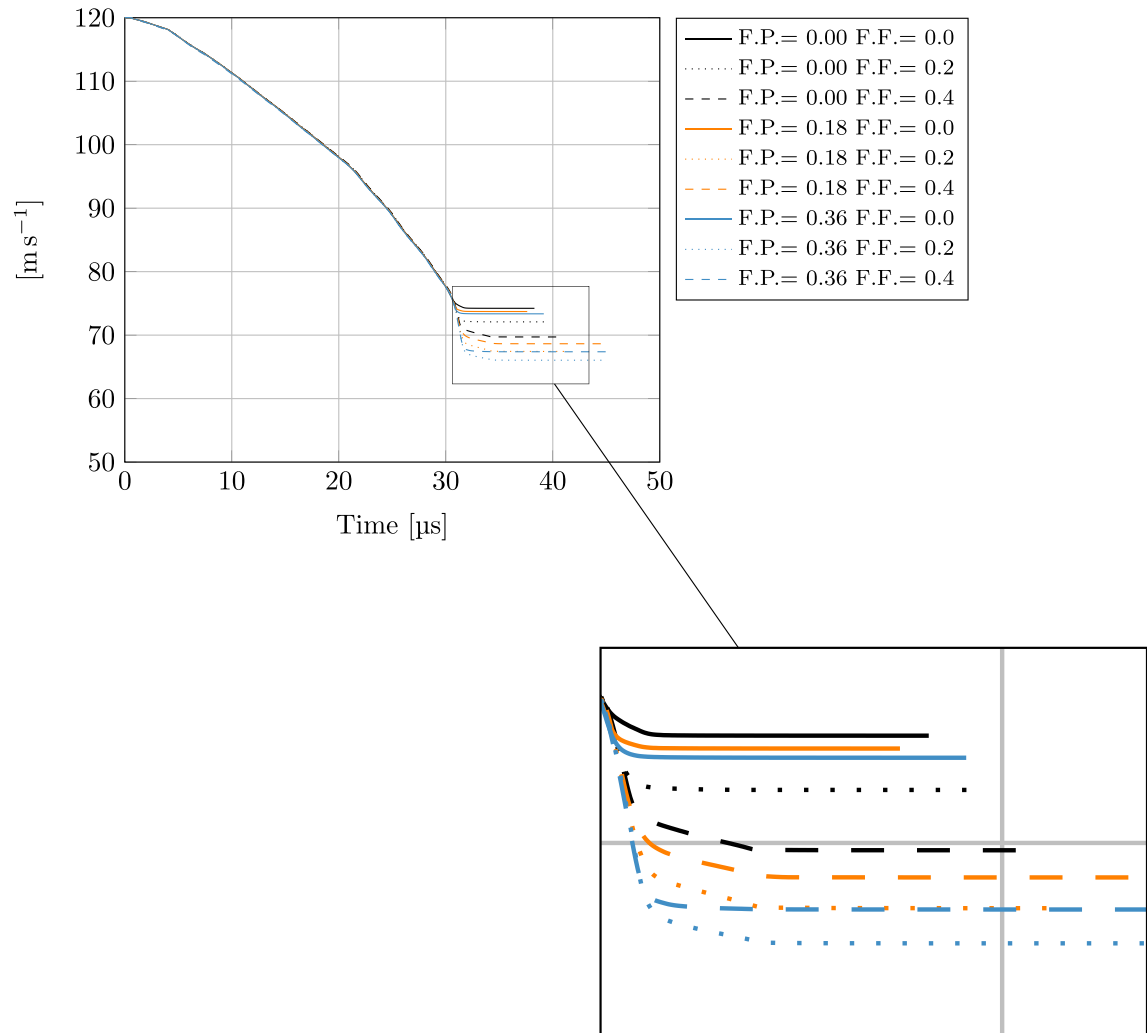 120
110
100
90
80
70
60
50
[m s⁻¹]
0 10 20 30 40 50
Time [µs]
F.P.= 0.00 F.F.= 0.0
F.P.= 0.00 F.F.= 0.2
F.P.= 0.00 F.F.= 0.4
F.P.= 0.18 F.F.= 0.0
F.P.= 0.18 F.F.= 0.2
F.P.= 0.18 F.F.= 0.4
F.P.= 0.36 F.F.= 0.0
F.P.= 0.36 F.F.= 0.2
F.P.= 0.36 F.F.= 0.4